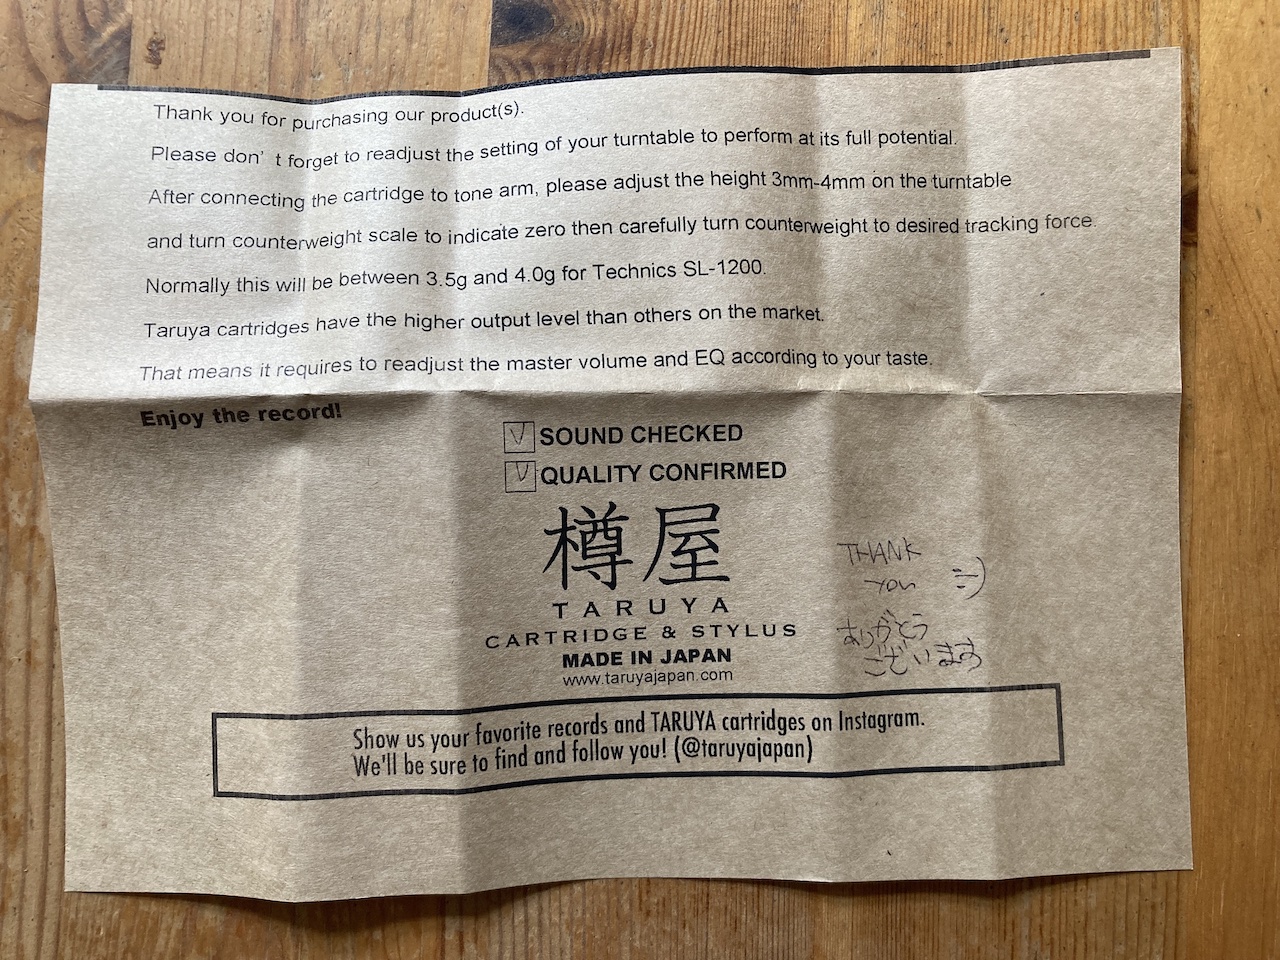 Thank you for purchasing our product(s).
Please don’ t forget to readjust the setting of your turntable to perform at its full potential.
After connecting the cartridge to tone arm, please adjust the height 3mm-4mm on the turntable
and turn counterweight scale to indicate zero then carefully turn counterweight to desired tracking force.
Normally this will be between 3.5g and 4.0g for Technics SL-1200.
Taruya cartridges have the higher output level than others on the market.
That means it requires to readjust the master volume and EQ according to your taste.
Enjoy the record!
SOUND CHECKED
QUALITY CONFIRMED
樽屋
TARUYA
CARTRIDGE & STYLUS
MADE IN JAPAN
www.taruyajapan.com
THANK
you :)
ありがとう
ございます
Show us your favorite records and TARUYA cartridges on Instagram.
We'll be sure to find and follow you! (@taruyajapan)